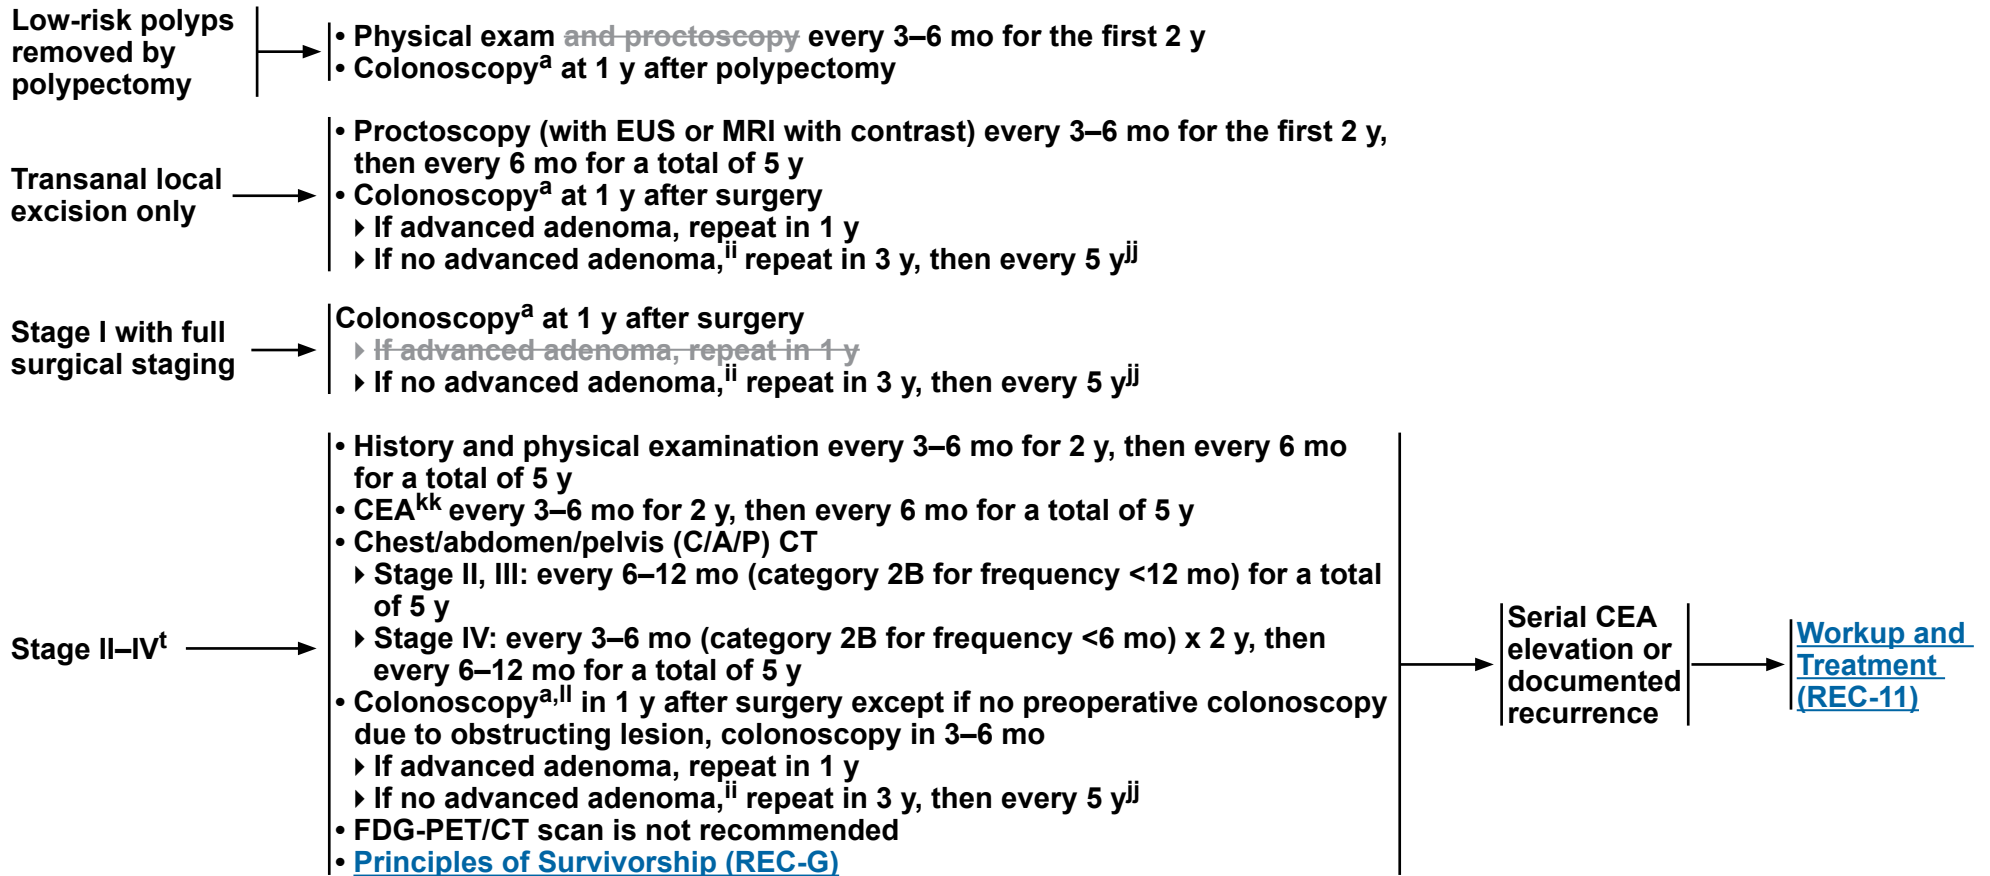 Low-risk polyps
removed by
polypectomy
• Physical exam and proctoscopy every 3–6 mo for the first 2 y
• Colonoscopyᵃ at 1 y after polypectomy
Transanal local
excision only
• Proctoscopy (with EUS or MRI with contrast) every 3–6 mo for the first 2 y,
then every 6 mo for a total of 5 y
• Colonoscopyᵃ at 1 y after surgery
▸ If advanced adenoma, repeat in 1 y
▸ If no advanced adenoma,ⁱⁱ repeat in 3 y, then every 5 yʲʲ
Stage I with full
surgical staging
Colonoscopyᵃ at 1 y after surgery
▸ If advanced adenoma, repeat in 1 y
▸ If no advanced adenoma,ⁱⁱ repeat in 3 y, then every 5 yʲʲ
Stage II–IVᵗ
• History and physical examination every 3–6 mo for 2 y, then every 6 mo
for a total of 5 y
• CEAᵏᵏ every 3–6 mo for 2 y, then every 6 mo for a total of 5 y
• Chest/abdomen/pelvis (C/A/P) CT
▸ Stage II, III: every 6–12 mo (category 2B for frequency <12 mo) for a total
of 5 y
▸ Stage IV: every 3–6 mo (category 2B for frequency <6 mo) x 2 y, then
every 6–12 mo for a total of 5 y
• Colonoscopyᵃ,ˡˡ in 1 y after surgery except if no preoperative colonoscopy
due to obstructing lesion, colonoscopy in 3–6 mo
▸ If advanced adenoma, repeat in 1 y
▸ If no advanced adenoma,ⁱⁱ repeat in 3 y, then every 5 yʲʲ
• FDG-PET/CT scan is not recommended
• Principles of Survivorship (REC-G)
Serial CEA
elevation or
documented
recurrence
Workup and
Treatment
(REC-11)